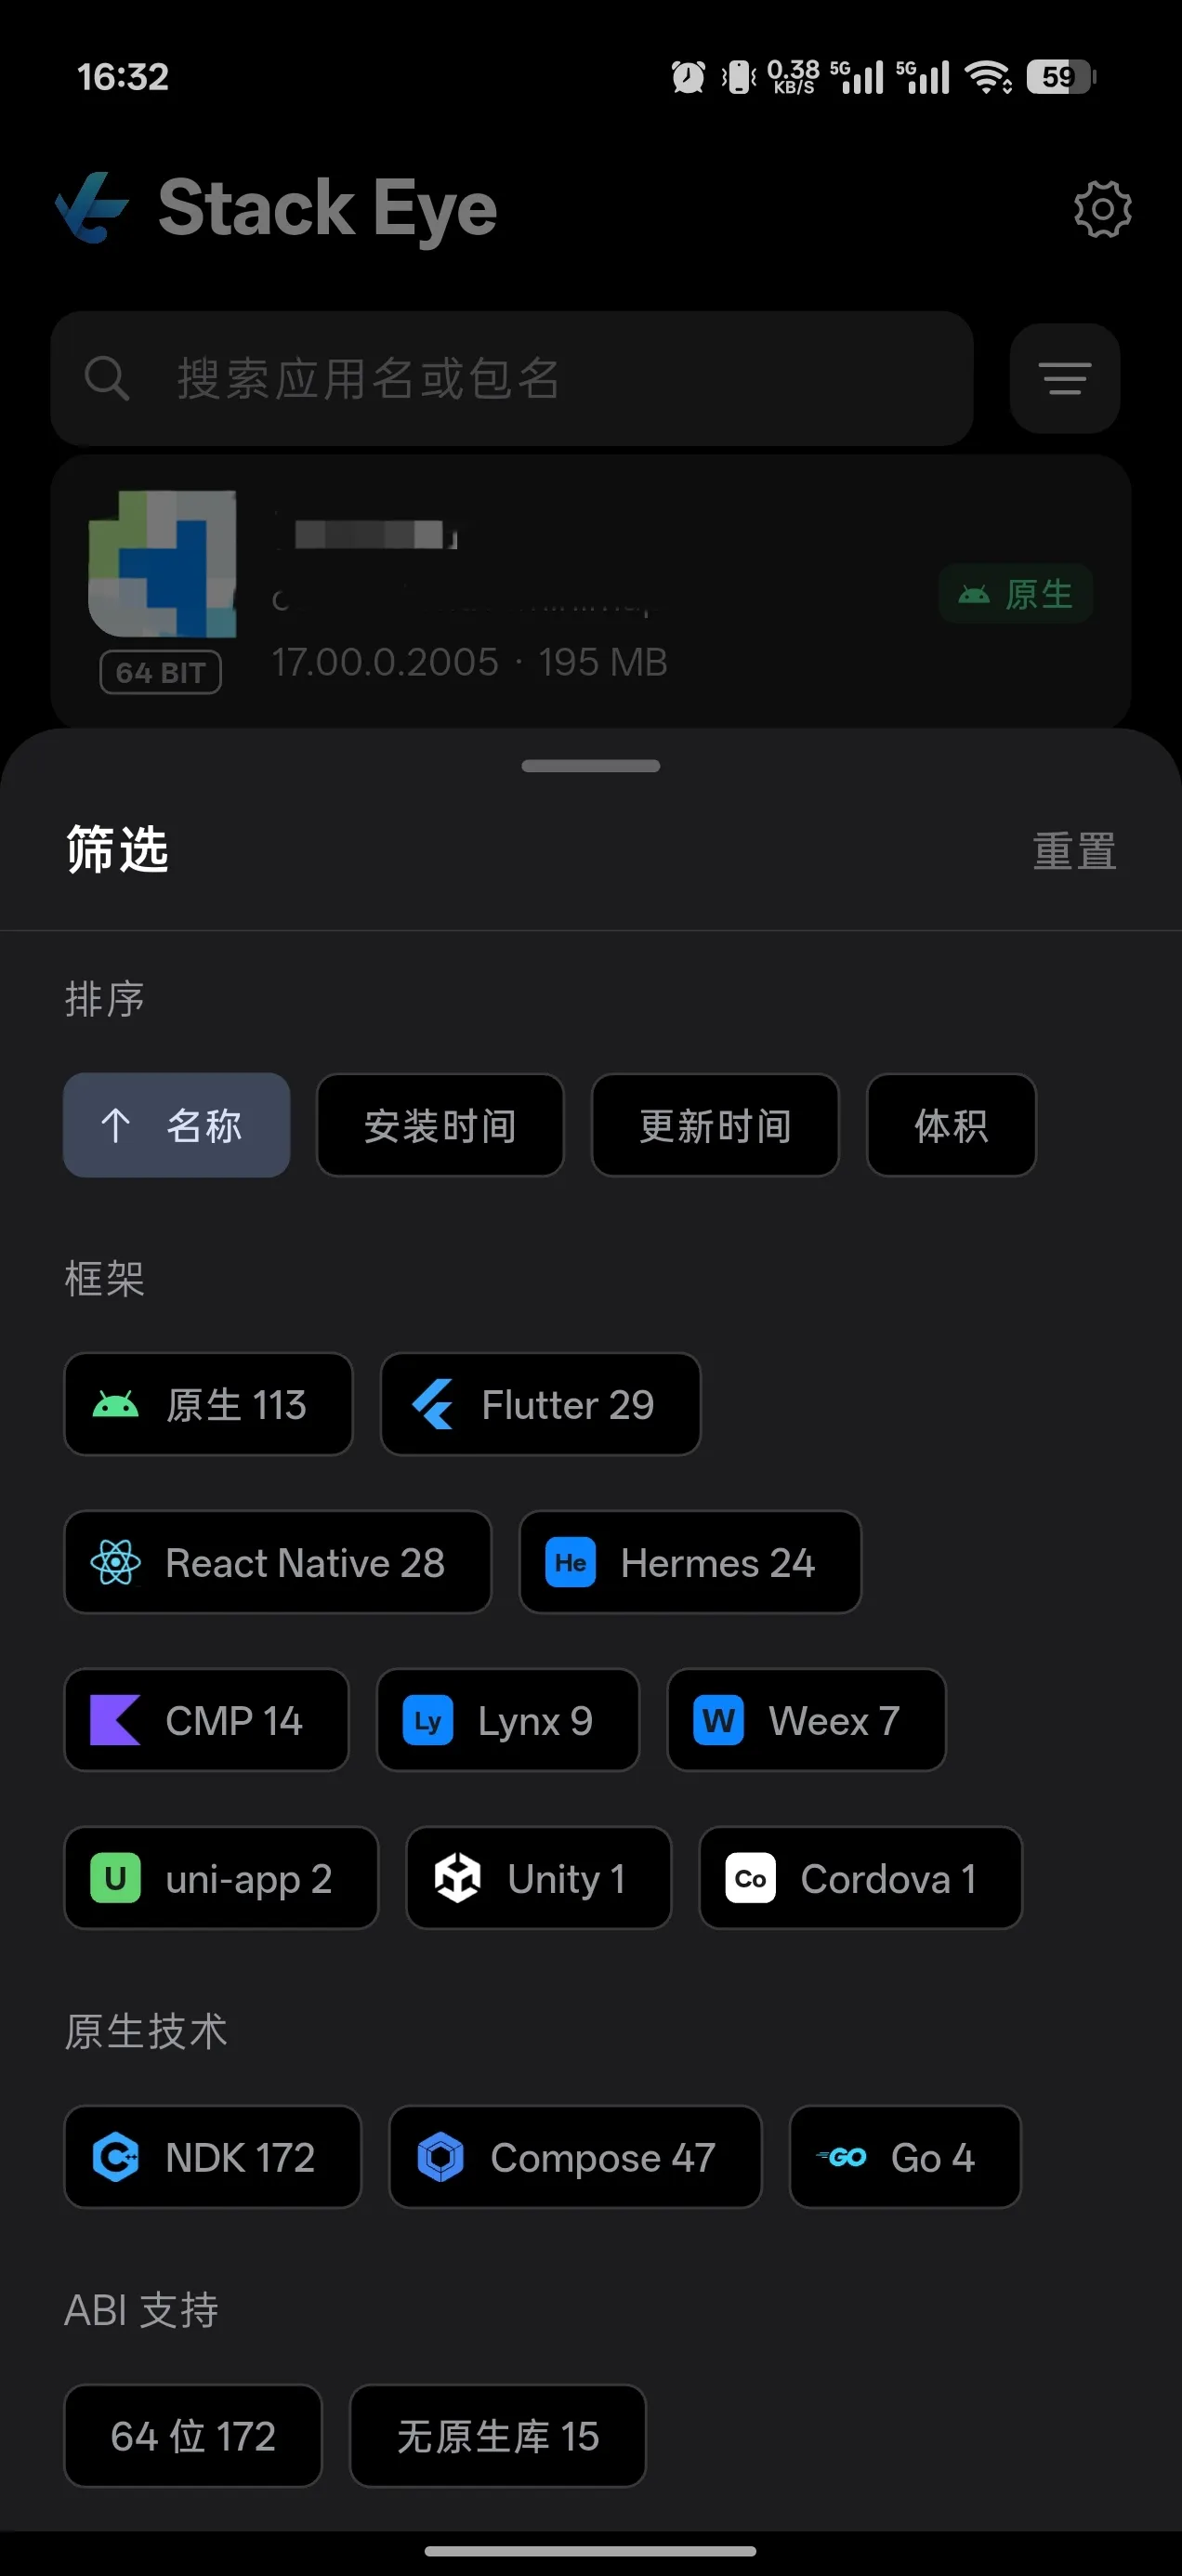 16:32
0.38 KB/S 5G 5G 59
Stack Eye
搜索应用名或包名
原生
64 BIT
17.00.0.2005 · 195 MB
筛选
重置
排序
名称 安装时间 更新时间 体积
框架
原生 113 Flutter 29
React Native 28 He Hermes 24
CMP 14 Ly Lynx 9 W Weex 7
U uni-app 2 Unity 1 Co Cordova 1
原生技术
NDK 172 Compose 47 GO Go 4
ABI 支持
64 位 172 无原生库 15